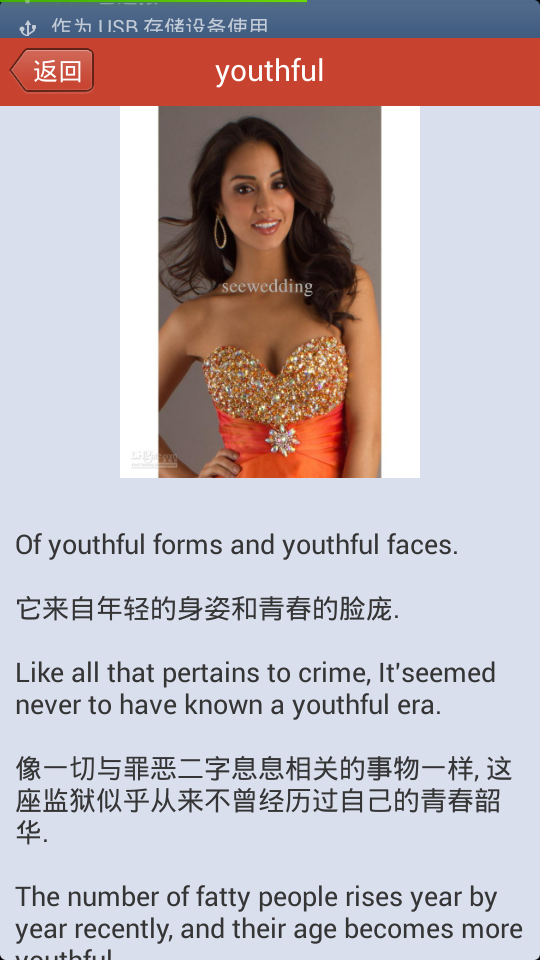 作为 USB 存储设备使用
返回
youthful
seewedding
Of youthful forms and youthful faces.
它来自年轻的身姿和青春的脸庞.
Like all that pertains to crime, It'seemed
never to have known a youthful era.
像一切与罪恶二字息息相关的事物一样, 这
座监狱似乎从来不曾经历过自己的青春韶
华.
The number of fatty people rises year by
year recently, and their age becomes more
youthful